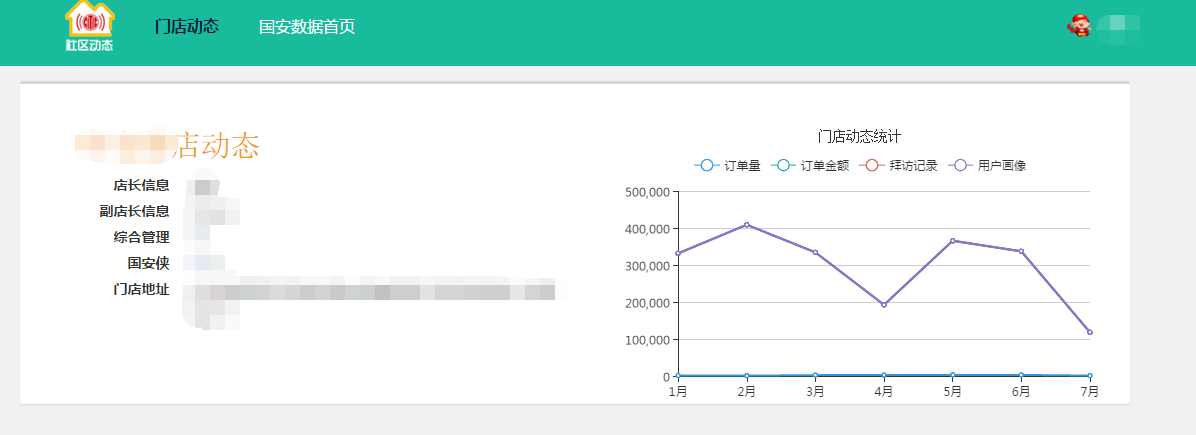 社区动态
门店动态
国安数据首页
店动态
店长信息
副店长信息
综合管理
国安侠
门店地址
门店动态统计
订单量
订单金额
拜访记录
用户画像
500,000
400,000
300,000
200,000
100,000
0
1月
2月
3月
4月
5月
6月
7月